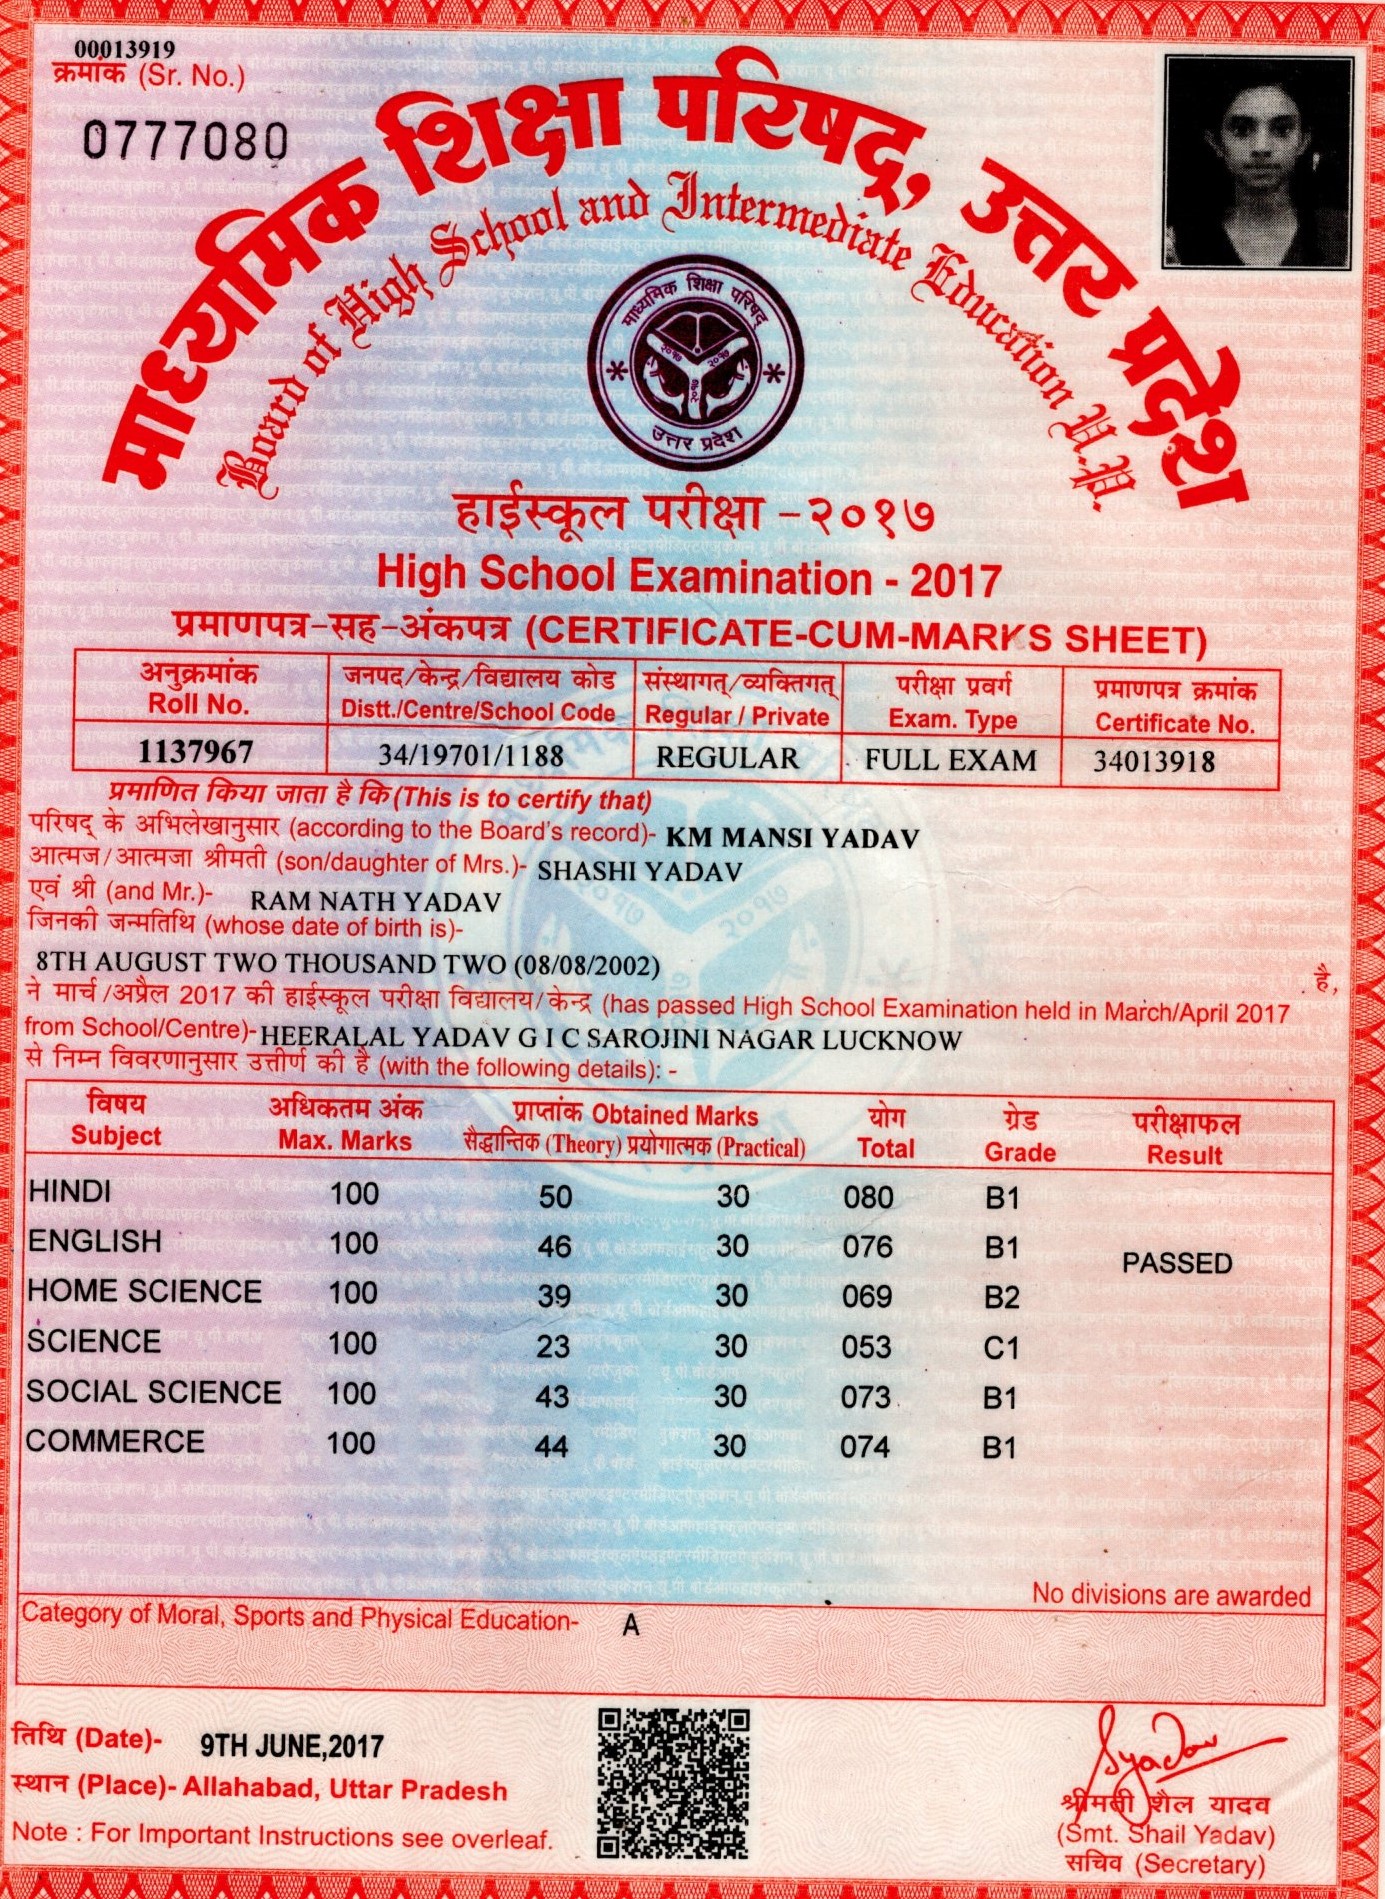 00013919
क्रमांक (Sr. No.)
0777080
माध्यमिक शिक्षा परिषद्, उत्तर प्रदेश
Board of High School and Intermediate Education U.P.
माध्यमिक शिक्षा परिषद्
२०१७ २०१७
२०१७
उत्तर प्रदेश
हाईस्कूल परीक्षा -२०१७
High School Examination - 2017
प्रमाणपत्र-सह-अंकपत्र (CERTIFICATE-CUM-MARKS SHEET)
अनुक्रमांक जनपद/केन्द्र/विद्यालय कोड संस्थागत्/व्यक्तिगत् परीक्षा प्रवर्ग प्रमाणपत्र क्रमांक
Roll No. Distt./Centre/School Code Regular / Private Exam. Type Certificate No.
1137967 34/19701/1188 REGULAR FULL EXAM 34013918
प्रमाणित किया जाता है कि (This is to certify that)
परिषद् के अभिलेखानुसार (according to the Board's record)- KM MANSI YADAV
आत्मज/आत्मजा श्रीमती (son/daughter of Mrs.)- SHASHI YADAV
एवं श्री (and Mr.)- RAM NATH YADAV
जिनकी जन्मतिथि (whose date of birth is)-
8TH AUGUST TWO THOUSAND TWO (08/08/2002) है,
ने मार्च/अप्रैल 2017 की हाईस्कूल परीक्षा विद्यालय/केन्द्र (has passed High School Examination held in March/April 2017
from School/Centre)- HEERALAL YADAV G I C SAROJINI NAGAR LUCKNOW
से निम्न विवरणानुसार उत्तीर्ण की है (with the following details): -
विषय अधिकतम अंक प्राप्तांक Obtained Marks योग ग्रेड परीक्षाफल
Subject Max. Marks सैद्धान्तिक (Theory) प्रयोगात्मक (Practical) Total Grade Result
HINDI 100 50 30 080 B1
ENGLISH 100 46 30 076 B1 PASSED
HOME SCIENCE 100 39 30 069 B2
SCIENCE 100 23 30 053 C1
SOCIAL SCIENCE 100 43 30 073 B1
COMMERCE 100 44 30 074 B1
No divisions are awarded
Category of Moral, Sports and Physical Education- A
तिथि (Date)- 9TH JUNE,2017
स्थान (Place)- Allahabad, Uttar Pradesh
Note : For Important Instructions see overleaf.
Syadav
श्रीमती शैल यादव
(Smt. Shail Yadav)
सचिव (Secretary)